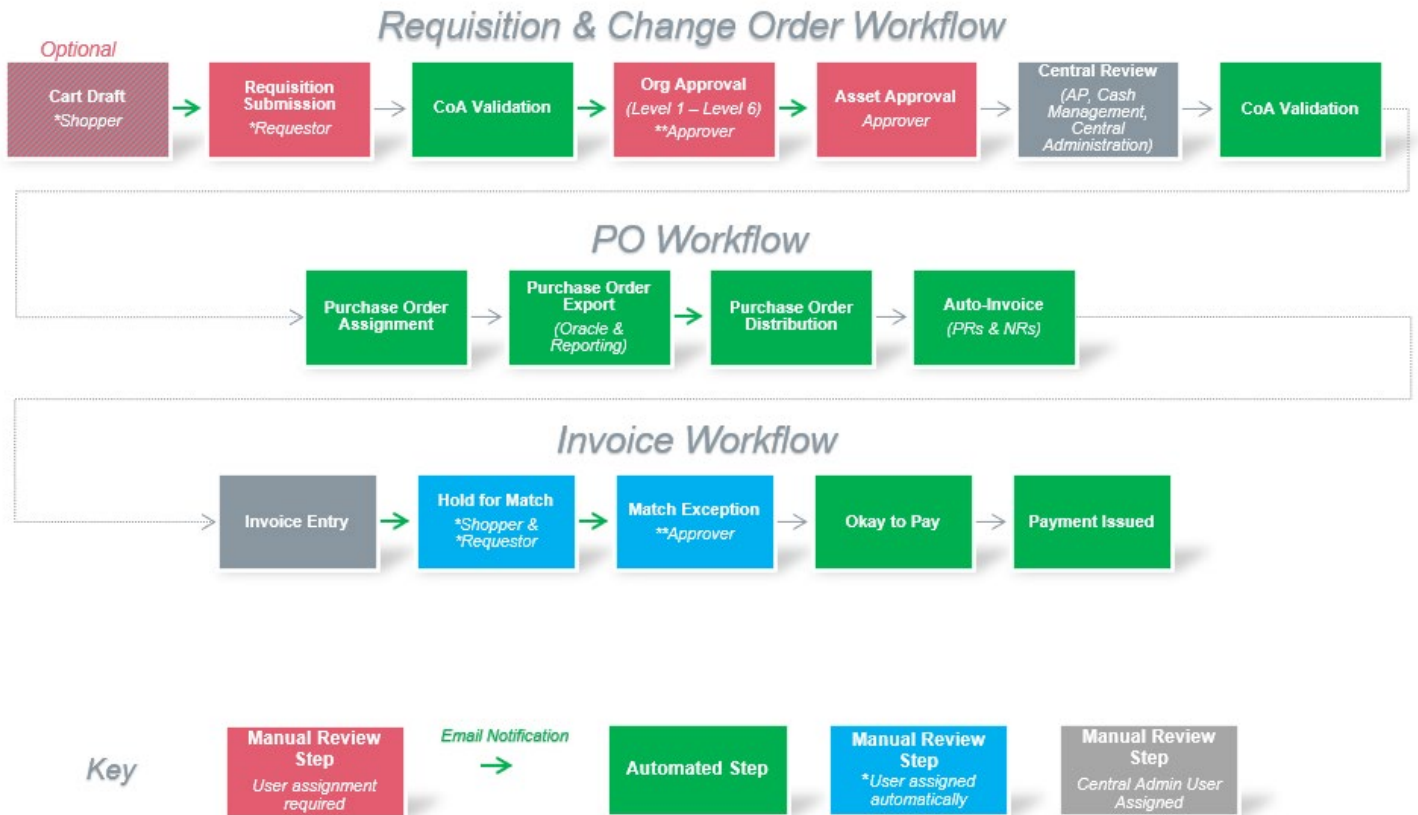 Requisition & Change Order Workflow
Optional
Cart Draft
*Shopper
Requisition
Submission
*Requestor
CoA Validation
Org Approval
(Level 1 – Level 6)
**Approver
Asset Approval
Approver
Central Review
(AP, Cash
Management,
Central
Administration)
CoA Validation
PO Workflow
Purchase Order
Assignment
Purchase Order
Export
(Oracle &
Reporting)
Purchase Order
Distribution
Auto-Invoice
(PRs & NRs)
Invoice Workflow
Invoice Entry
Hold for Match
*Shopper &
*Requestor
Match Exception
**Approver
Okay to Pay
Payment Issued
Key
Manual Review
Step
User assignment
required
Email Notification
Automated Step
Manual Review
Step
*User assigned
automatically
Manual Review
Step
Central Admin User
Assigned